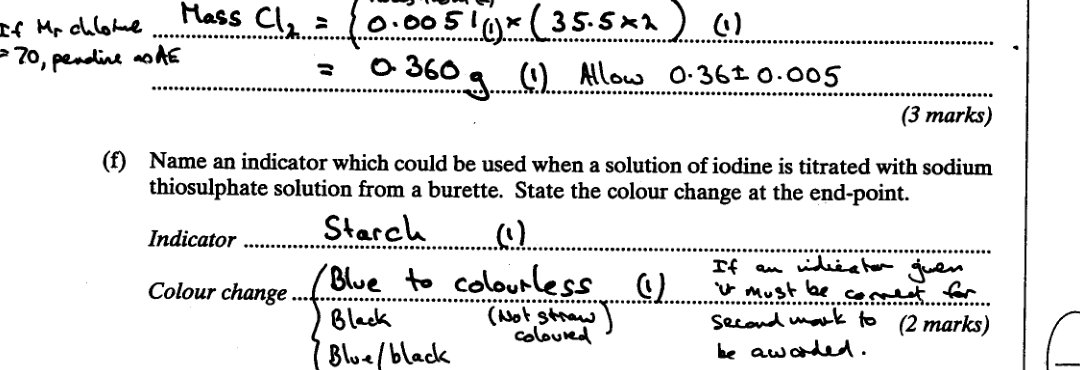 If Mr chlorine Mass Cl2 = (0.0051(1) × (35.5×2) (1)
= 70, penalise as AE
= 0.360 g (1) Allow 0.36 ± 0.005
(3 marks)
(f) Name an indicator which could be used when a solution of iodine is titrated with sodium
thiosulphate solution from a burette. State the colour change at the end-point.
Indicator Starch (1)
Colour change Blue to colourless (1) If an indicator given
it must be correct for
Black (Not straw second mark to (2 marks)
coloured)
Blue/black be awarded.